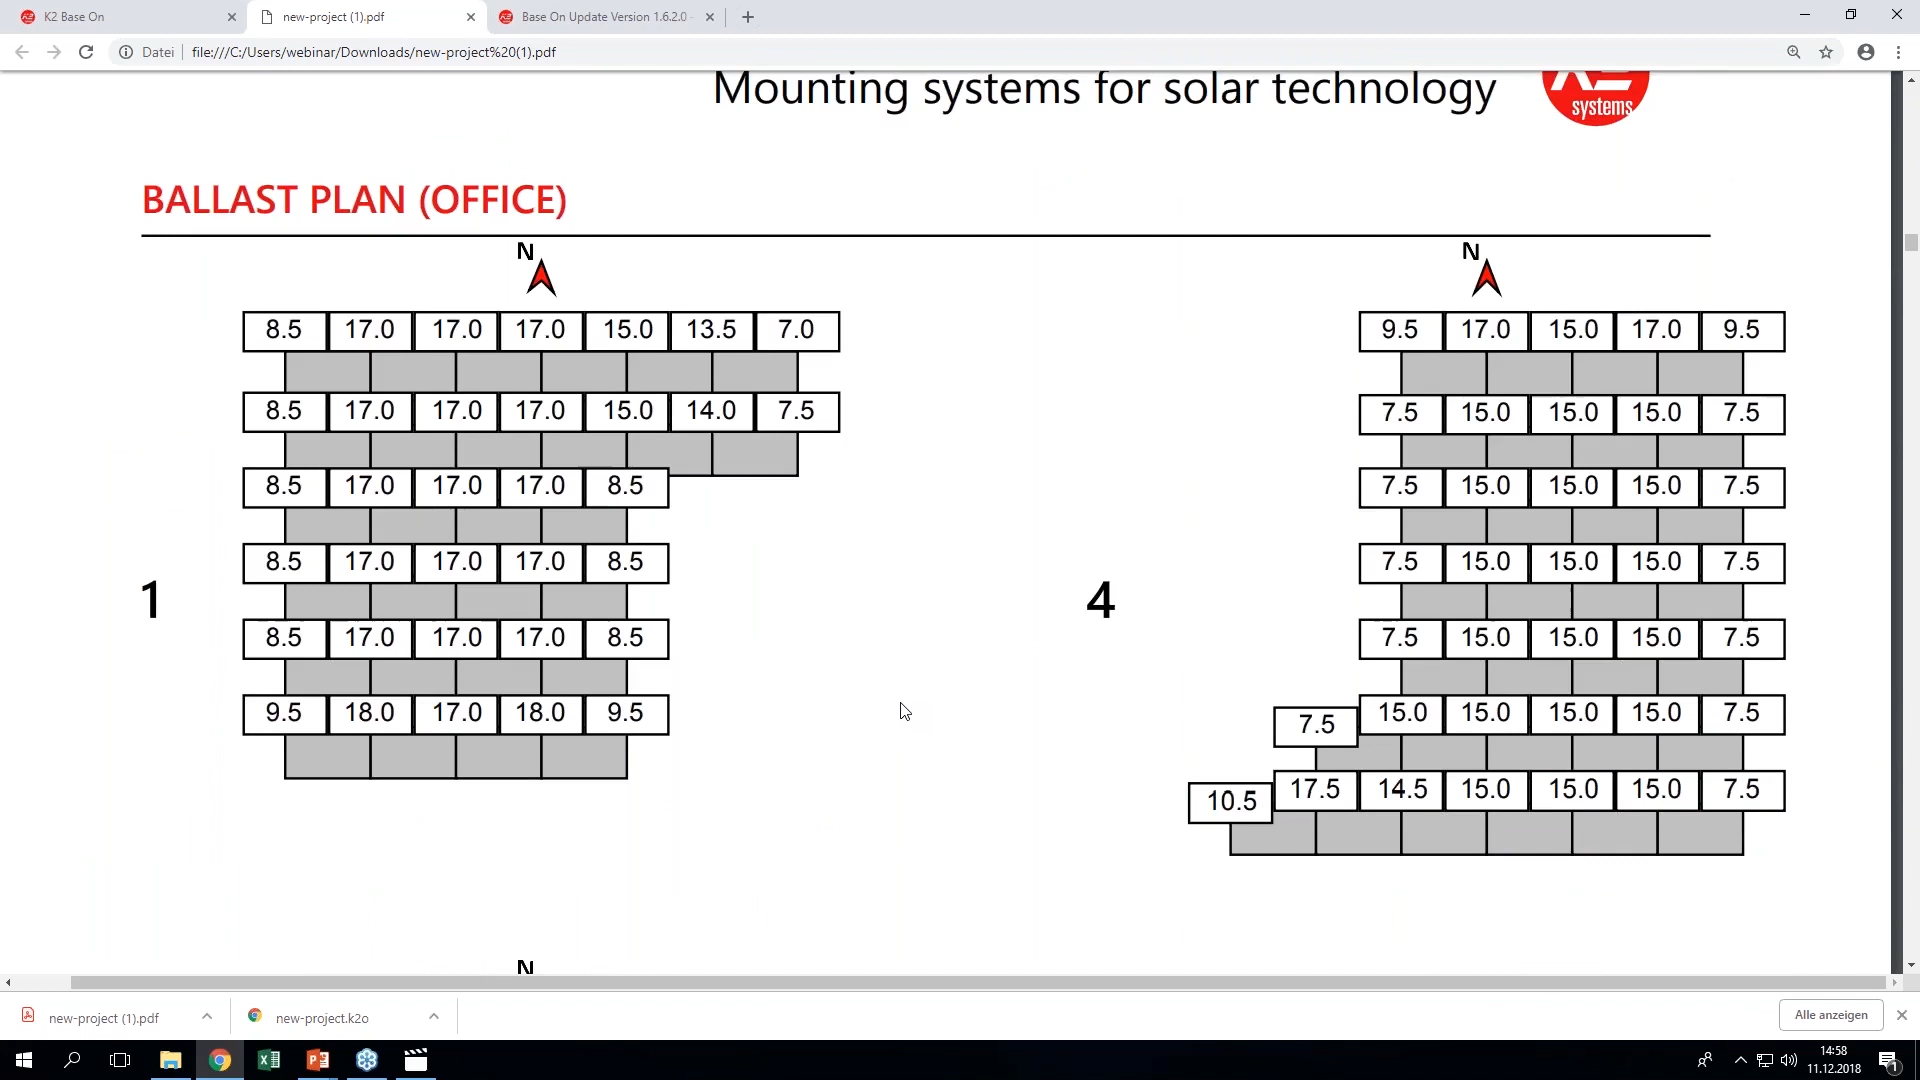 K2 Base On
new-project (1).pdf
Base On Update Version 1.6.2.0 -
Datei
file:///C:/Users/webinar/Downloads/new-project%20(1).pdf
Mounting systems for solar technology
K2
systems
BALLAST PLAN (OFFICE)
N
8.5 17.0 17.0 17.0 15.0 13.5 7.0
8.5 17.0 17.0 17.0 15.0 14.0 7.5
8.5 17.0 17.0 17.0 8.5
8.5 17.0 17.0 17.0 8.5
1
8.5 17.0 17.0 17.0 8.5
9.5 18.0 17.0 18.0 9.5
N
N
9.5 17.0 15.0 17.0 9.5
7.5 15.0 15.0 15.0 7.5
7.5 15.0 15.0 15.0 7.5
7.5 15.0 15.0 15.0 7.5
4
7.5 15.0 15.0 15.0 7.5
7.5 15.0 15.0 15.0 15.0 7.5
10.5 17.5 14.5 15.0 15.0 15.0 7.5
new-project (1).pdf
new-project.k2o
Alle anzeigen
14:58
11.12.2018
1